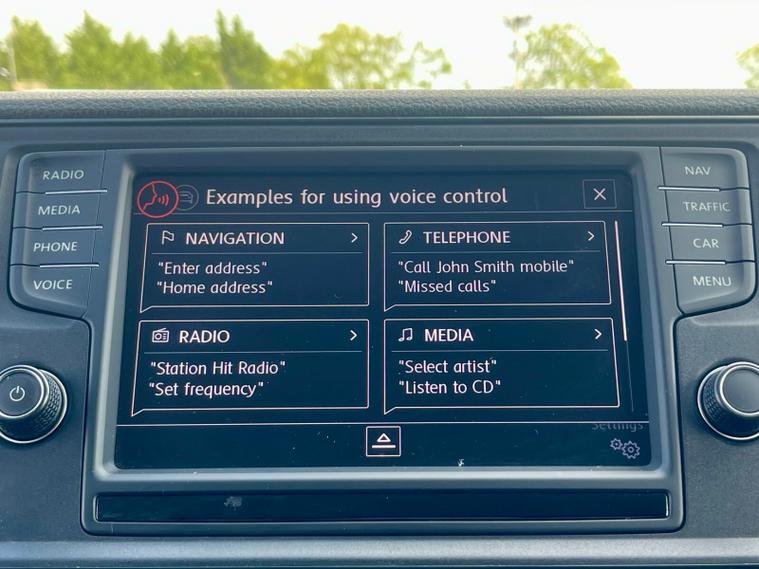 RADIO
MEDIA
PHONE
VOICE
Examples for using voice control
NAVIGATION
"Enter address"
"Home address"
TELEPHONE
"Call John Smith mobile"
"Missed calls"
RADIO
"Station Hit Radio"
"Set frequency"
MEDIA
"Select artist"
"Listen to CD"
Settings
NAV
TRAFFIC
CAR
MENU